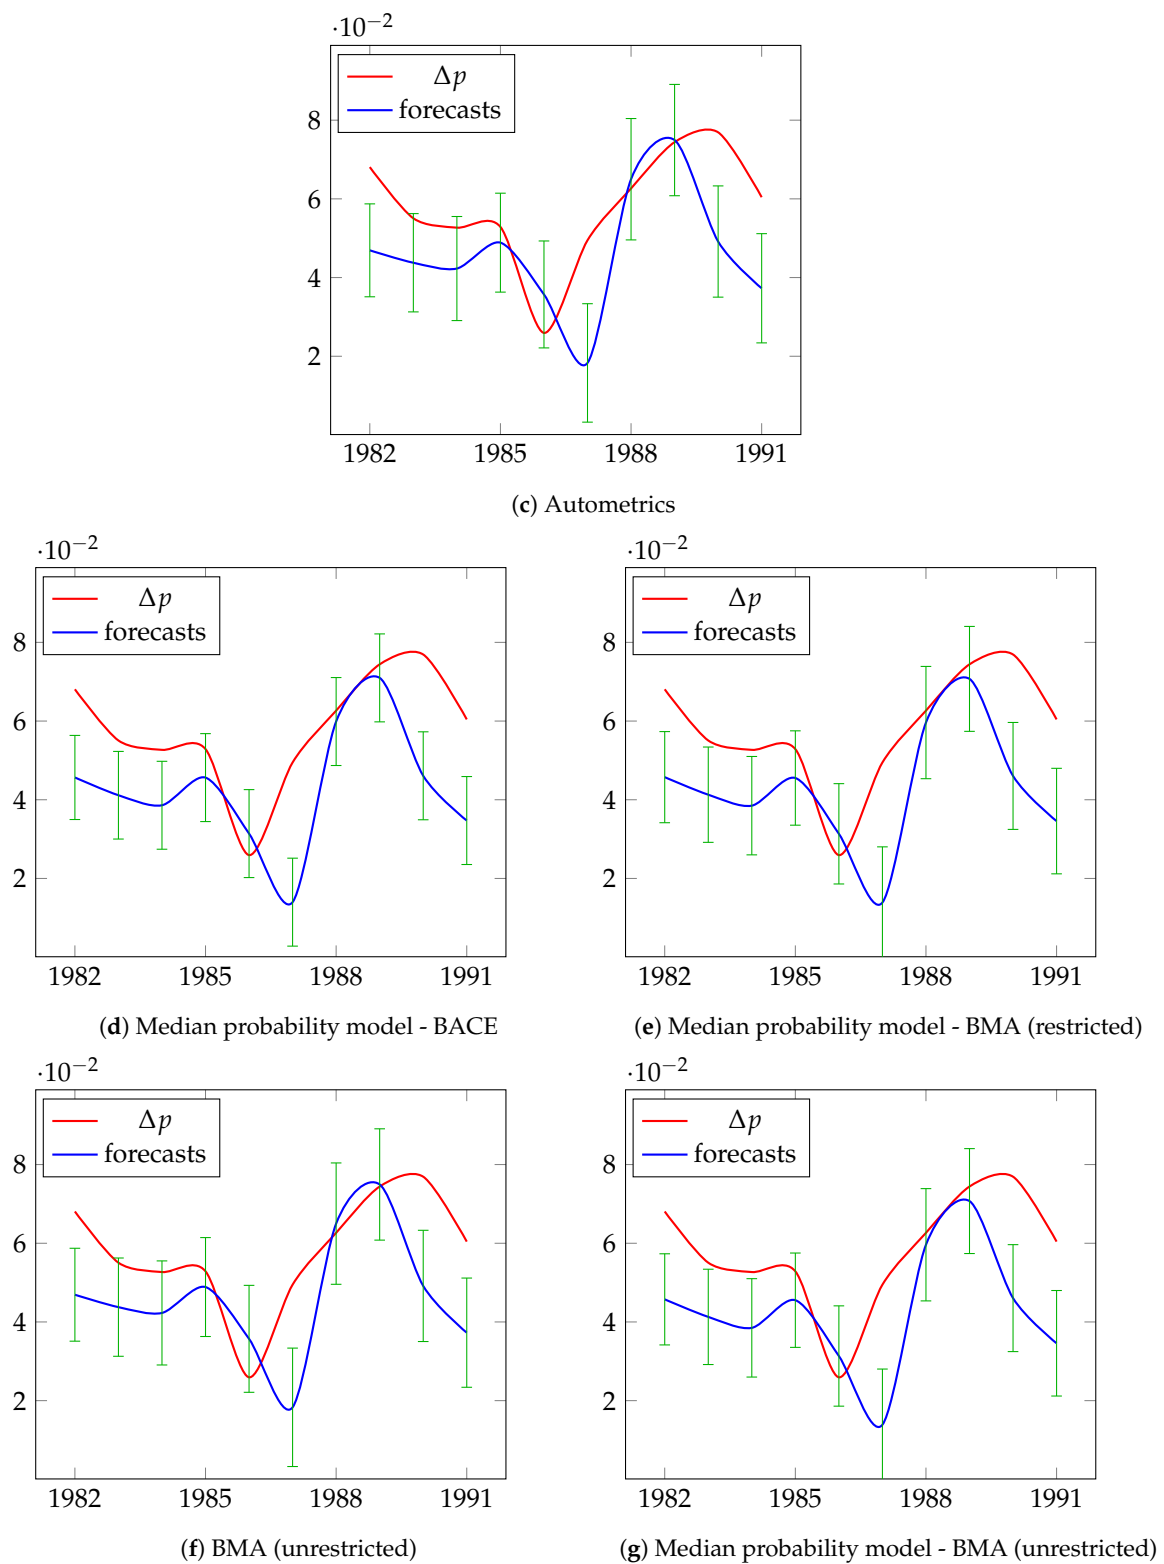 ·10−2
Δp
forecasts
8
6
4
2
1982 1985 1988 1991
(c) Autometrics
·10−2 ·10−2
Δp Δp
forecasts forecasts
8 8
6 6
4 4
2 2
1982 1985 1988 1991 1982 1985 1988 1991
(d) Median probability model - BACE (e) Median probability model - BMA (restricted)
·10−2 ·10−2
Δp Δp
forecasts forecasts
8 8
6 6
4 4
2 2
1982 1985 1988 1991 1982 1985 1988 1991
(f) BMA (unrestricted) (g) Median probability model - BMA (unrestricted)